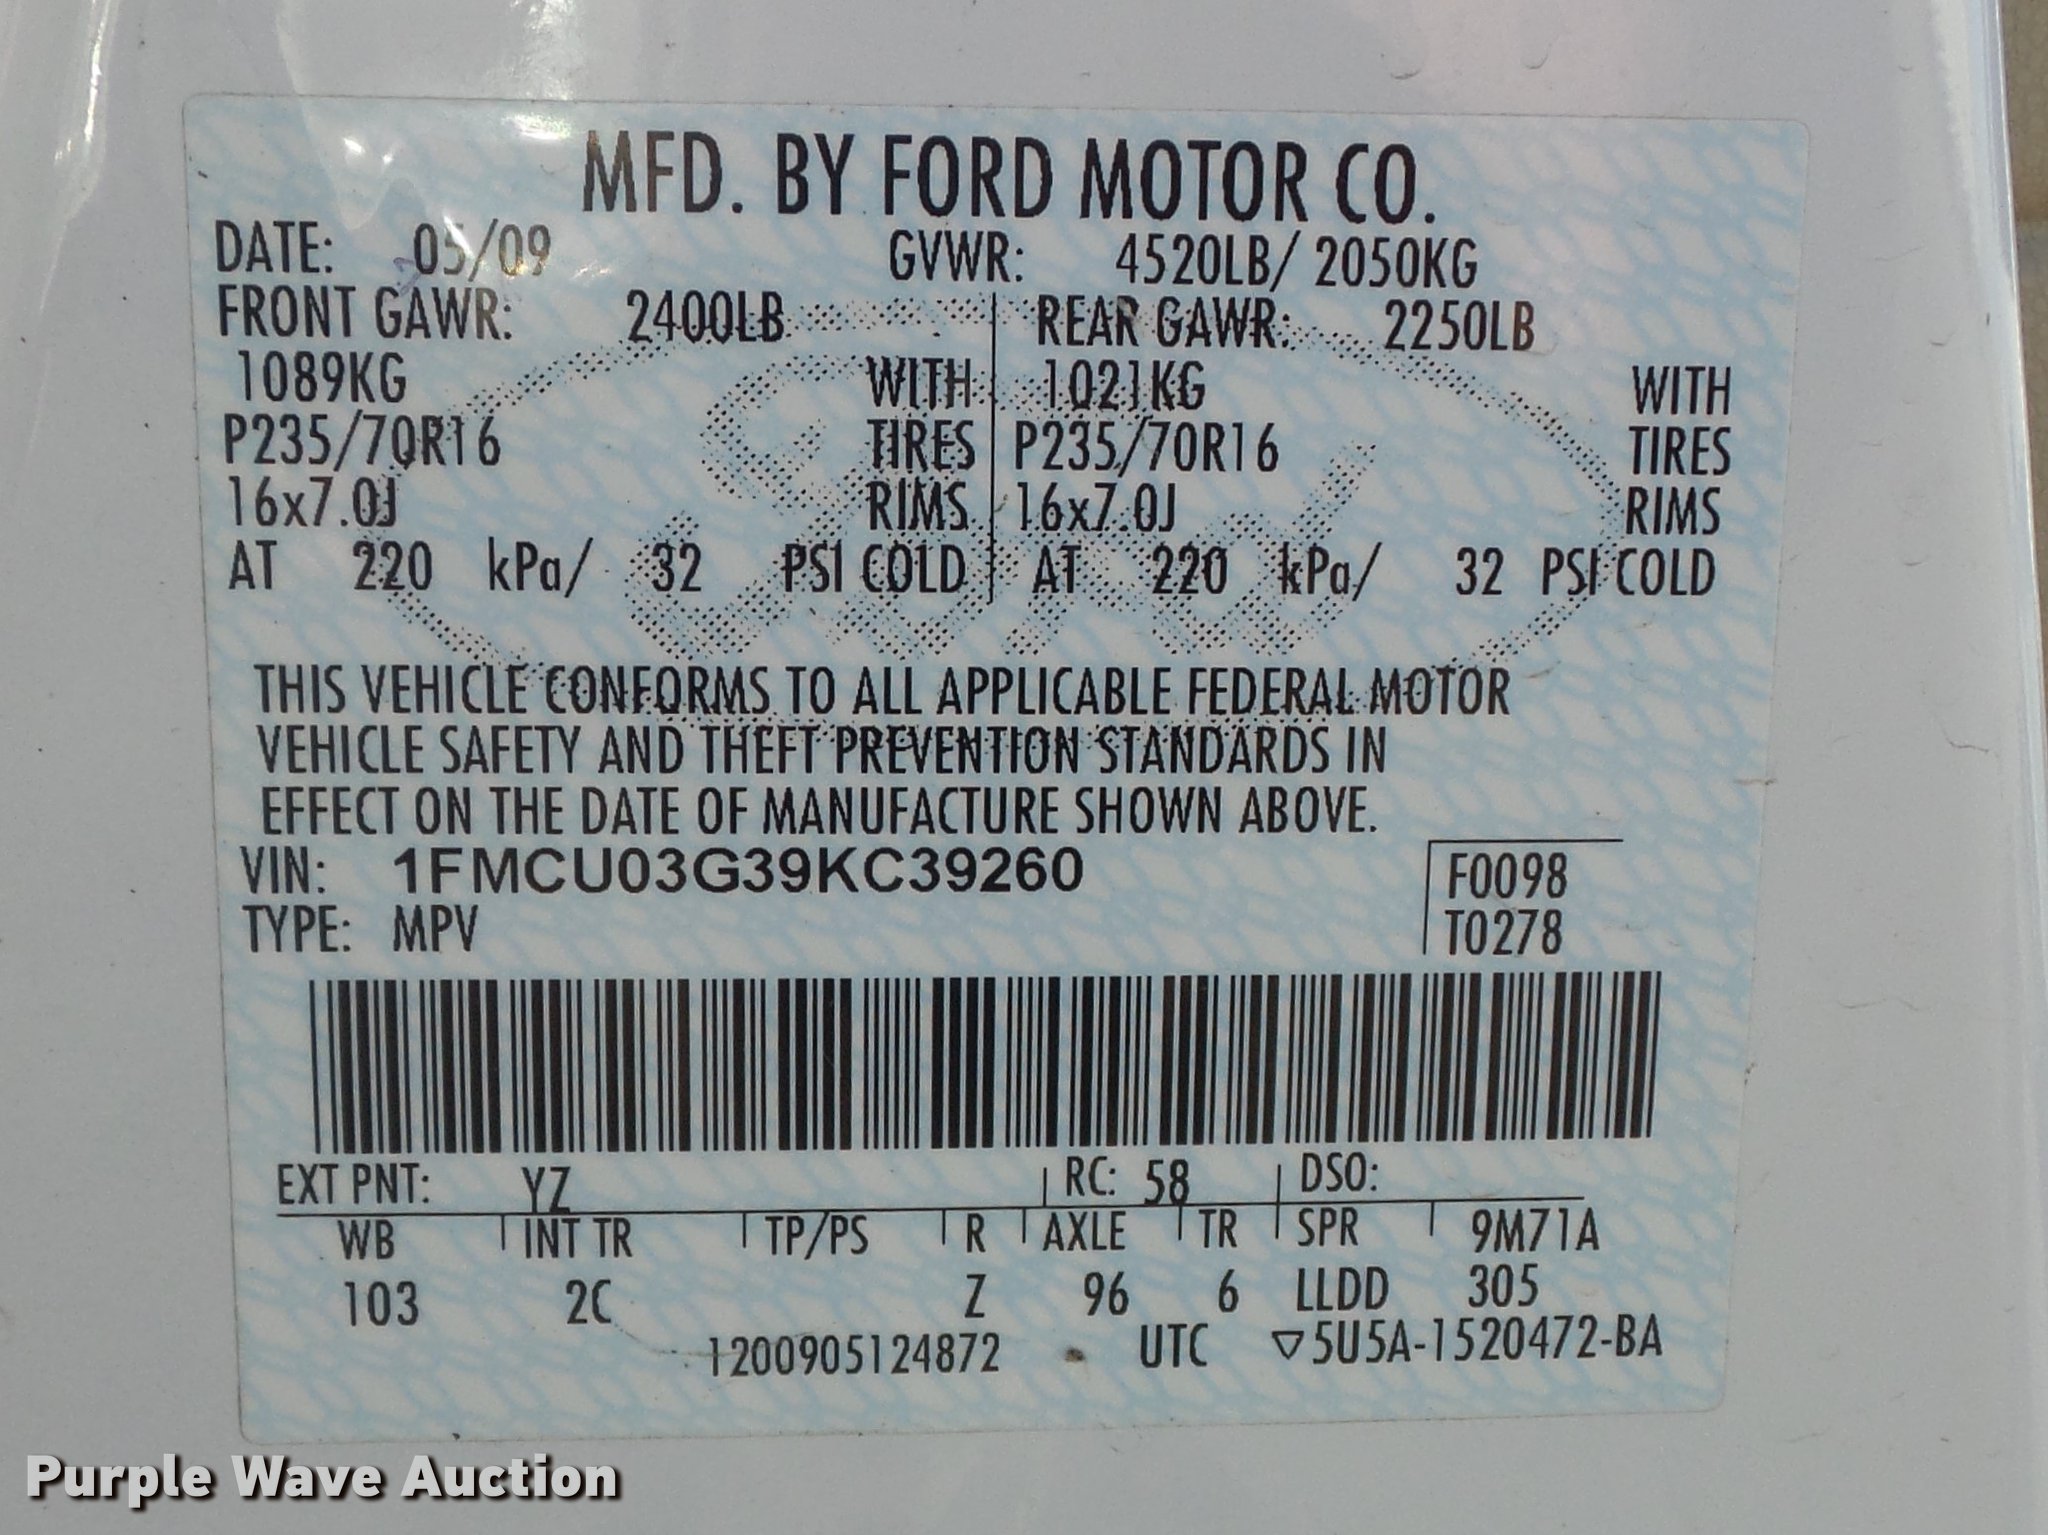 MFD. BY FORD MOTOR CO.
DATE: 05/09 GVWR: 4520LB/ 2050KG
FRONT GAWR: 2400LB REAR GAWR: 2250LB
1089KG WITH 1021KG WITH
P235/70R16 TIRES P235/70R16 TIRES
16x7.0J RIMS 16x7.0J RIMS
AT 220 kPa/ 32 PSI COLD AT 220 kPa/ 32 PSI COLD
THIS VEHICLE CONFORMS TO ALL APPLICABLE FEDERAL MOTOR
VEHICLE SAFETY AND THEFT PREVENTION STANDARDS IN
EFFECT ON THE DATE OF MANUFACTURE SHOWN ABOVE.
VIN: 1FMCU03G39KC39260 F0098
TYPE: MPV T0278
EXT PNT: YZ RC: 58 DSO:
WB INT TR TP/PS R AXLE TR SPR 9M71A
103 2C Z 96 6 LLDD 305
1200905124872 UTC ▽5U5A-1520472-BA
Purple Wave Auction